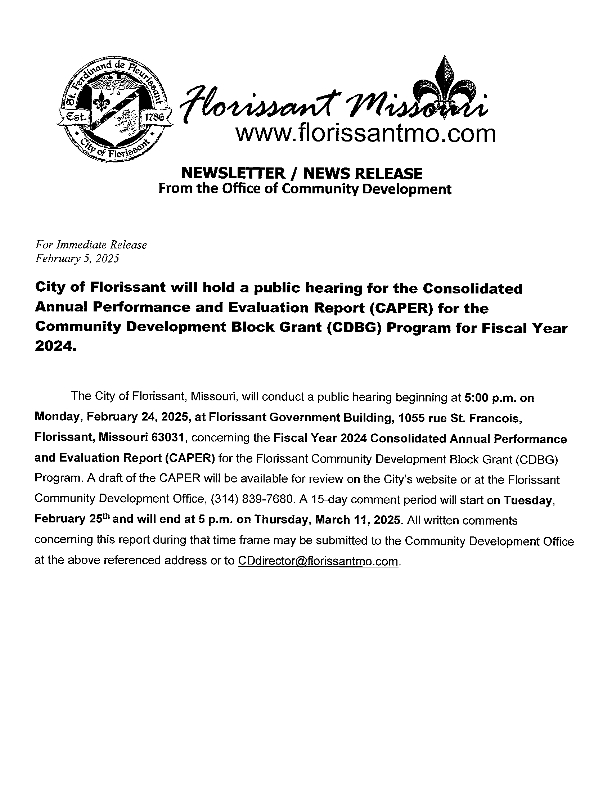 St. Ferdinand de Fleurissant
Est. 1786
City of Florissant
Florissant Missouri
www.florissantmo.com
NEWSLETTER / NEWS RELEASE
From the Office of Community Development
For Immediate Release
February 5, 2025
City of Florissant will hold a public hearing for the Consolidated
Annual Performance and Evaluation Report (CAPER) for the
Community Development Block Grant (CDBG) Program for Fiscal Year
2024.
The City of Florissant, Missouri, will conduct a public hearing beginning at 5:00 p.m. on
Monday, February 24, 2025, at Florissant Government Building, 1055 rue St. Francois,
Florissant, Missouri 63031, concerning the Fiscal Year 2024 Consolidated Annual Performance
and Evaluation Report (CAPER) for the Florissant Community Development Block Grant (CDBG)
Program. A draft of the CAPER will be available for review on the City's website or at the Florissant
Community Development Office, (314) 839-7680. A 15-day comment period will start on Tuesday,
February 25th and will end at 5 p.m. on Thursday, March 11, 2025. All written comments
concerning this report during that time frame may be submitted to the Community Development Office
at the above referenced address or to CDdirector@florissantmo.com.